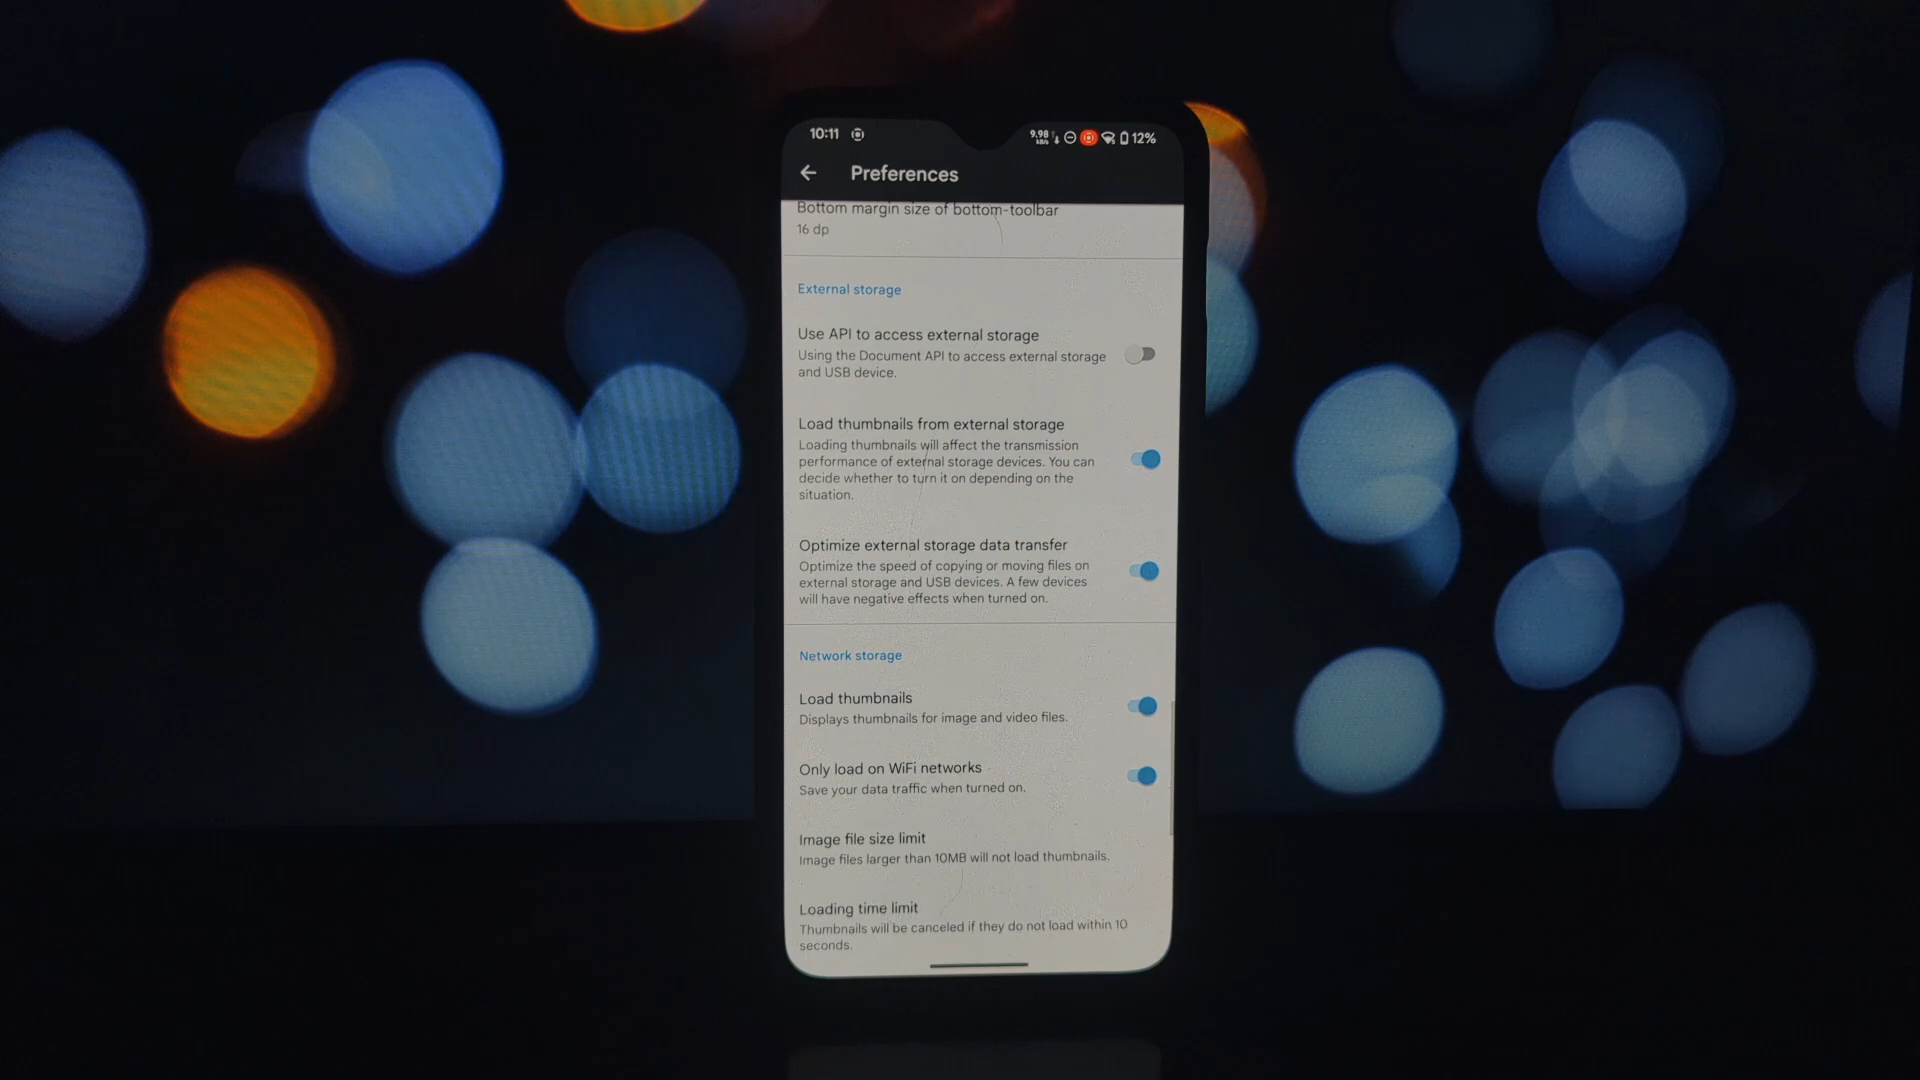 10:11 9.98 kB/s 12%
Preferences
Bottom margin size of bottom-toolbar
16 dp
External storage
Use API to access external storage
Using the Document API to access external storage
and USB device.
Load thumbnails from external storage
Loading thumbnails will affect the transmission
performance of external storage devices. You can
decide whether to turn it on depending on the
situation.
Optimize external storage data transfer
Optimize the speed of copying or moving files on
external storage and USB devices. A few devices
will have negative effects when turned on.
Network storage
Load thumbnails
Displays thumbnails for image and video files.
Only load on WiFi networks
Save your data traffic when turned on.
Image file size limit
Image files larger than 10MB will not load thumbnails.
Loading time limit
Thumbnails will be canceled if they do not load within 10
seconds.